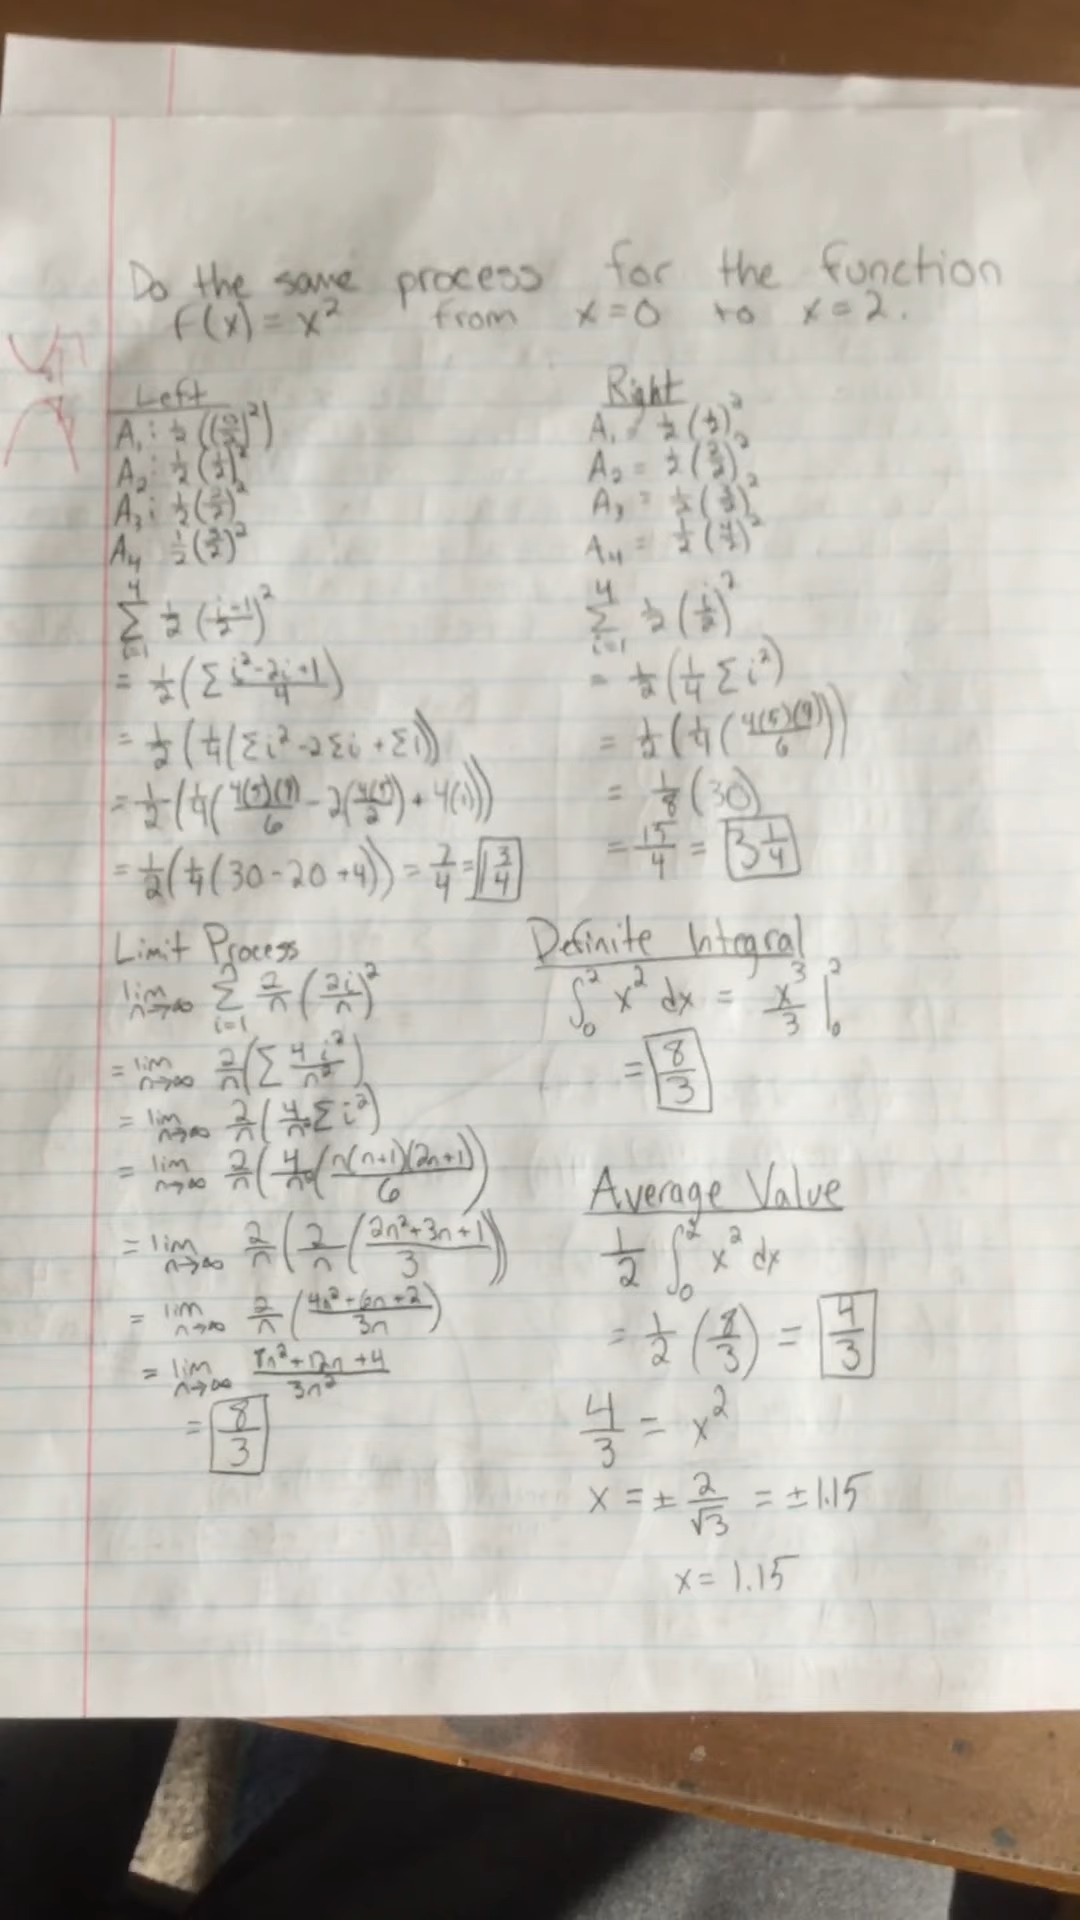 Do the same process for the function
f(x) = x² from x=0 to x=2.
Left
A₁: ½((0/2)²)
A₂: ½(1/2)²
A₃: ½(2/2)²
A₄ ½(3/2)²
4 Σ i=1 ½((i-1)/2)²
= ½(Σ (i²-2i+1)/4)
= ½(¼(Σi²-2Σi+Σ1))
= ½(¼(4(5)(9)/6 - 2(4(5)/2) + 4(1)))
= ½(¼(30-20+4)) = 7/4 = 1 3/4
Right
A₁ = ½(1/2)²
A₂ = ½(2/2)²
A₃ = ½(3/2)²
A₄ = ½(4/2)²
4 Σ i=1 ½(i/2)²
= ½(¼Σi²)
= ½(¼(4(5)(9)/6))
= ⅛(30)
= 15/4 = 3 1/4
Limit Process
lim n→∞ n Σ i=1 2/n (2i/n)²
= lim n→∞ 2/n (Σ 4i²/n²)
= lim n→∞ 2/n (4/n² Σi²)
= lim n→∞ 2/n (4/n² (n(n+1)(2n+1)/6))
= lim n→∞ 2/n (2/n ((2n²+3n+1)/3))
= lim n→∞ 2/n ((4n²+6n+2)/3n)
= lim n→∞ (8n²+12n+4)/3n²
= 8/3
Definite Integral
∫₀² x² dx = x³/3 |₀²
= 8/3
Average Value
1/2 ∫₀² x² dx
= 1/2 (8/3) = 4/3
4/3 = x²
x = ± 2/√3 = ±1.15
x = 1.15